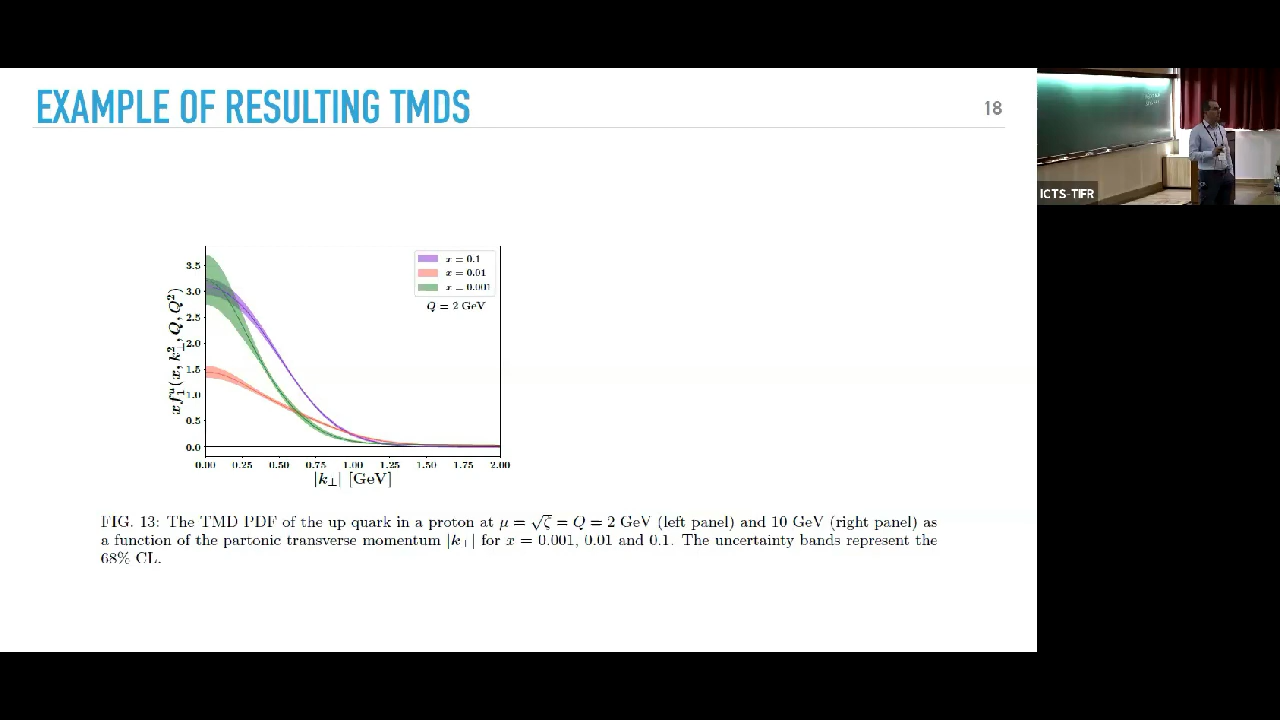 EXAMPLE OF RESULTING TMDS
18
ICTS-TIFR
x f₁ᵘ(x, k⊥², Q, Q²)
3.5
3.0
2.5
2.0
1.5
1.0
0.5
0.0
x = 0.1
x = 0.01
x = 0.001
Q = 2 GeV
0.00 0.25 0.50 0.75 1.00 1.25 1.50 1.75 2.00
|k⊥| [GeV]
FIG. 13: The TMD PDF of the up quark in a proton at μ = √ζ = Q = 2 GeV (left panel) and 10 GeV (right panel) as
a function of the partonic transverse momentum |k⊥| for x = 0.001, 0.01 and 0.1. The uncertainty bands represent the
68% CL.